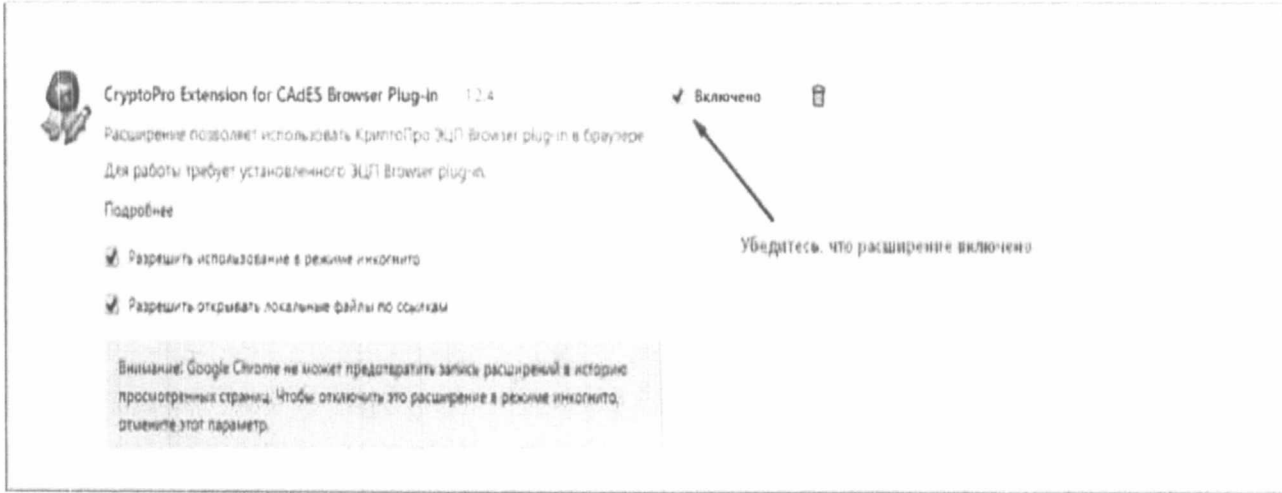 CryptoPro Extension for CAdES Browser Plug-in 1.2.4
Включено
Расширение позволяет использовать КриптоПро ЭЦП Browser plug-in в браузере
Для работы требует установленного ЭЦП Browser plug-in.
Подробнее
Убедитесь, что расширение включено
Разрешить использование в режиме инкогнито
Разрешить открывать локальные файлы по ссылкам
Внимание! Google Chrome не может предотвратить запись расширений в историю
просмотренных страниц. Чтобы отключить это расширение в режиме инкогнито,
отмените этот параметр.